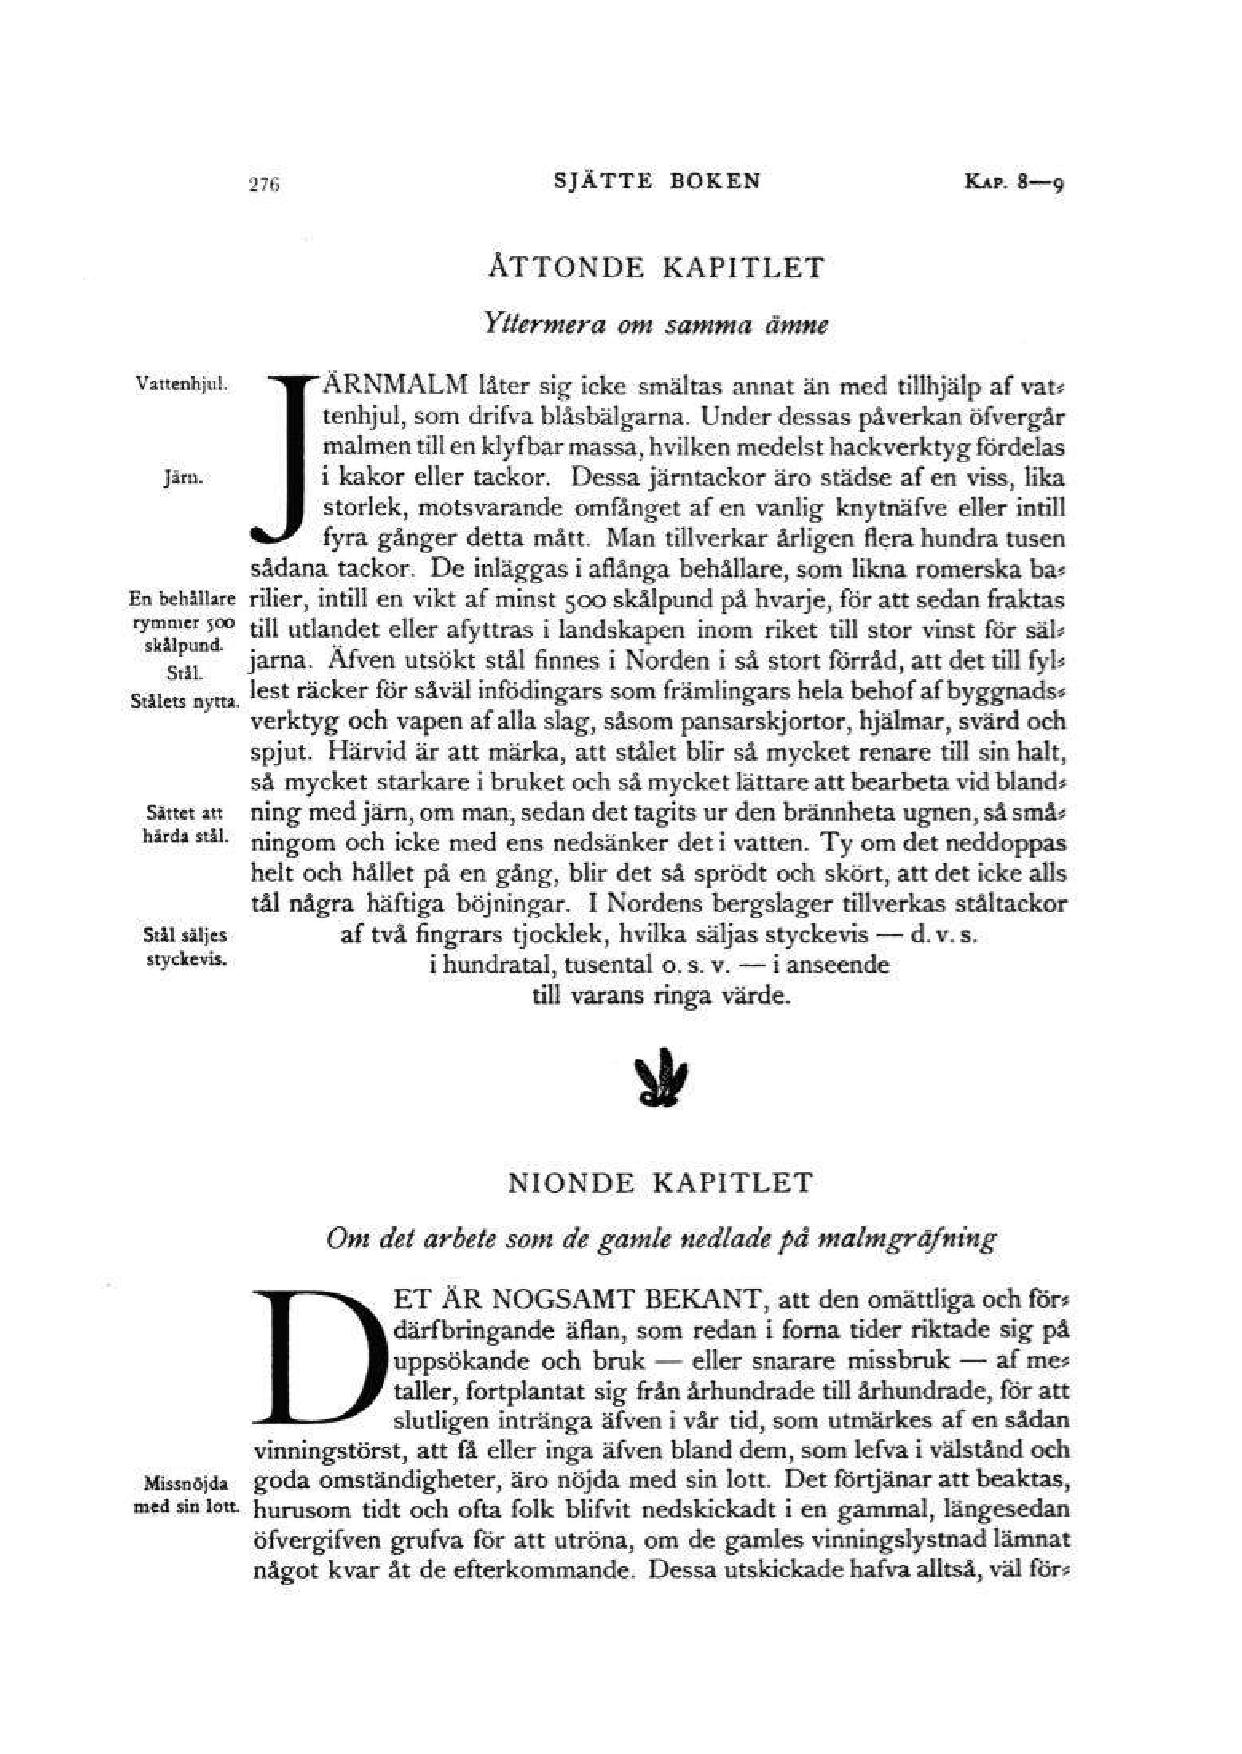 276 SJÄTTE BOKEN KAP. 8—9
ÅTTONDE KAPITLET
Yttermera om samma ämne
Vattenhjul.
JÄRNMALM låter sig icke smältas annat än med tillhjälp af vat-
tenhjul, som drifva blåsbälgarna. Under dessas påverkan öfvergår
malmen till en klyfbar massa, hvilken medelst hackverktyg fördelas
Järn.
i kakor eller tackor. Dessa järntackor äro städse af en viss, lika
storlek, motsvarande omfånget af en vanlig knytnäfve eller intill
fyra gånger detta mått. Man tillverkar årligen flera hundra tusen
sådana tackor. De inläggas i aflånga behållare, som likna romerska ba-
En behållare
rymmer 500
skålpund.
rilier, intill en vikt af minst 500 skålpund på hvarje, för att sedan fraktas
till utlandet eller afyttras i landskapen inom riket till stor vinst för säl-
Stål.
jarna. Äfven utsökt stål finnes i Norden i så stort förråd, att det till fyl-
Stålets nytta.
lest räcker för såväl infödingars som främlingars hela behof af byggnads-
verktyg och vapen af alla slag, såsom pansarskjortor, hjälmar, svärd och
spjut. Härvid är att märka, att stålet blir så mycket renare till sin halt,
så mycket starkare i bruket och så mycket lättare att bearbeta vid bland-
Sättet att
härda stål.
ning med järn, om man, sedan det tagits ur den brännheta ugnen, så små-
ningom och icke med ens nedsänker det i vatten. Ty om det neddoppas
helt och hållet på en gång, blir det så sprödt och skört, att det icke alls
tål några häftiga böjningar. I Nordens bergslager tillverkas ståltackor
Stål säljes
styckevis.
af två fingrars tjocklek, hvilka säljas styckevis — d. v. s.
i hundratal, tusental o. s. v. — i anseende
till varans ringa värde.
NIONDE KAPITLET
Om det arbete som de gamle nedlade på malmgräfning
DET ÄR NOGSAMT BEKANT, att den omättliga och för-
därfbringande äflan, som redan i forna tider riktade sig på
uppsökande och bruk — eller snarare missbruk — af me-
taller, fortplantat sig från århundrade till århundrade, för att
slutligen intränga äfven i vår tid, som utmärkes af en sådan
vinningstörst, att få eller inga äfven bland dem, som lefva i välstånd och
Missnöjda
med sin lott.
goda omständigheter, äro nöjda med sin lott. Det förtjänar att beaktas,
hurusom tidt och ofta folk blifvit nedskickadt i en gammal, längesedan
öfvergifven grufva för att utröna, om de gamles vinningslystnad lämnat
något kvar åt de efterkommande. Dessa utskickade hafva alltså, väl för-